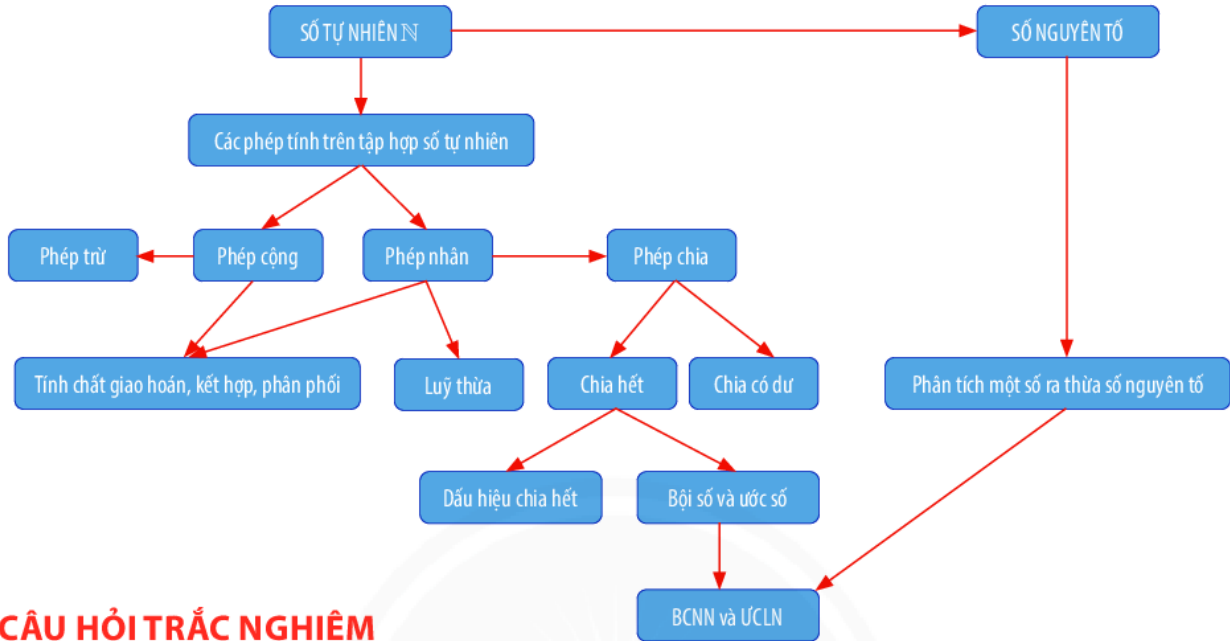 SỐ TỰ NHIÊN ℕ
SỐ NGUYÊN TỐ
Các phép tính trên tập hợp số tự nhiên
Phép trừ
Phép cộng
Phép nhân
Phép chia
Tính chất giao hoán, kết hợp, phân phối
Luỹ thừa
Chia hết
Chia có dư
Phân tích một số ra thừa số nguyên tố
Dấu hiệu chia hết
Bội số và ước số
BCNN và ƯCLN
CÂU HỎI TRẮC NGHIỆM